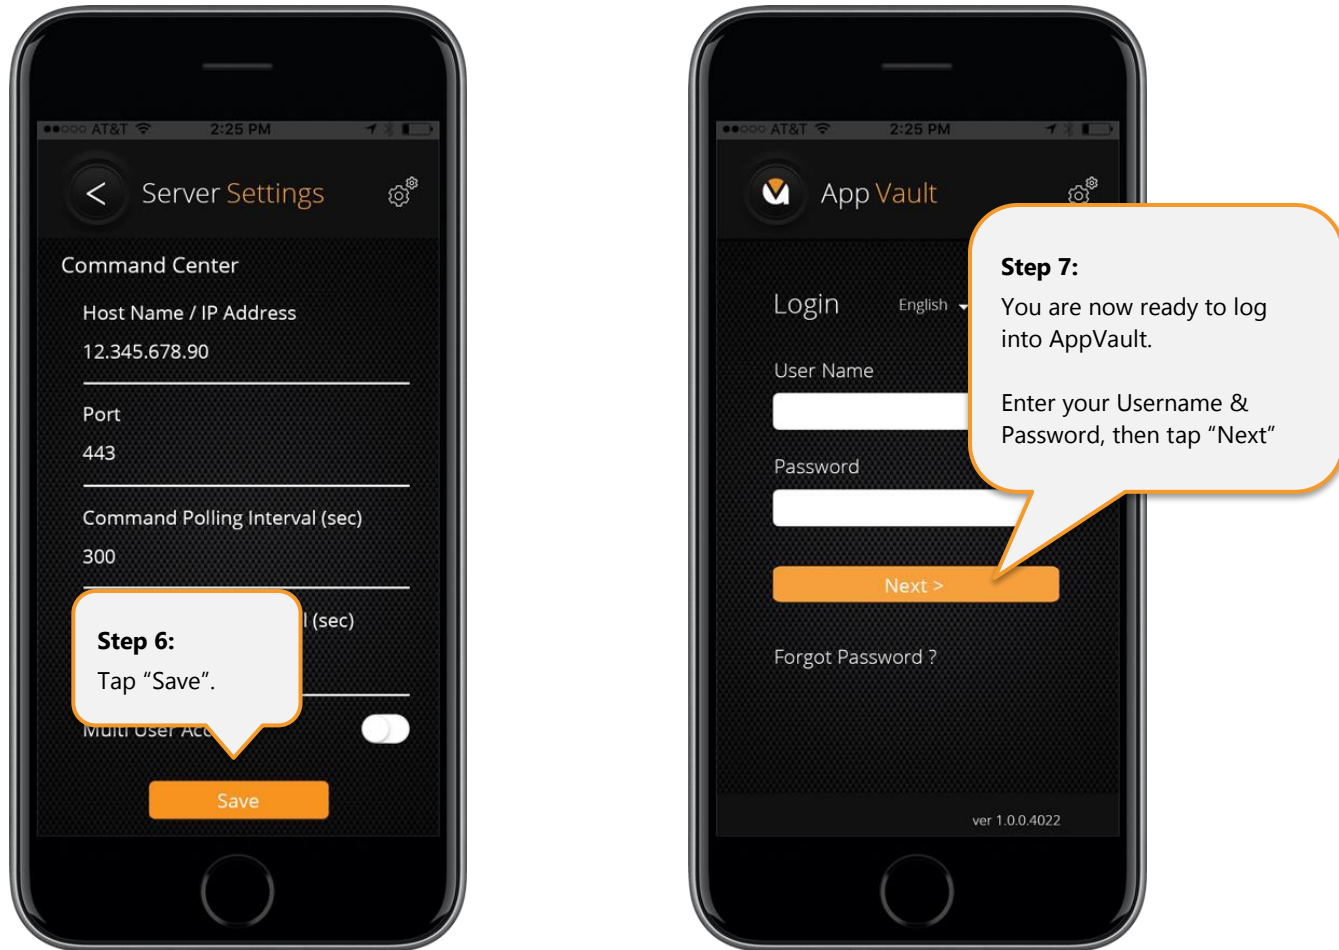 AT&T 2:25 PM
Server Settings
Command Center
Host Name / IP Address
12.345.678.90
Port
443
Command Polling Interval (sec)
300
(sec)
Step 6:
Tap “Save”.
Multi User
Save
AT&T 2:25 PM
App Vault
Login English
User Name
Password
Next >
Forgot Password ?
ver 1.0.0.4022
Step 7:
You are now ready to log
into AppVault.
Enter your Username &
Password, then tap “Next”